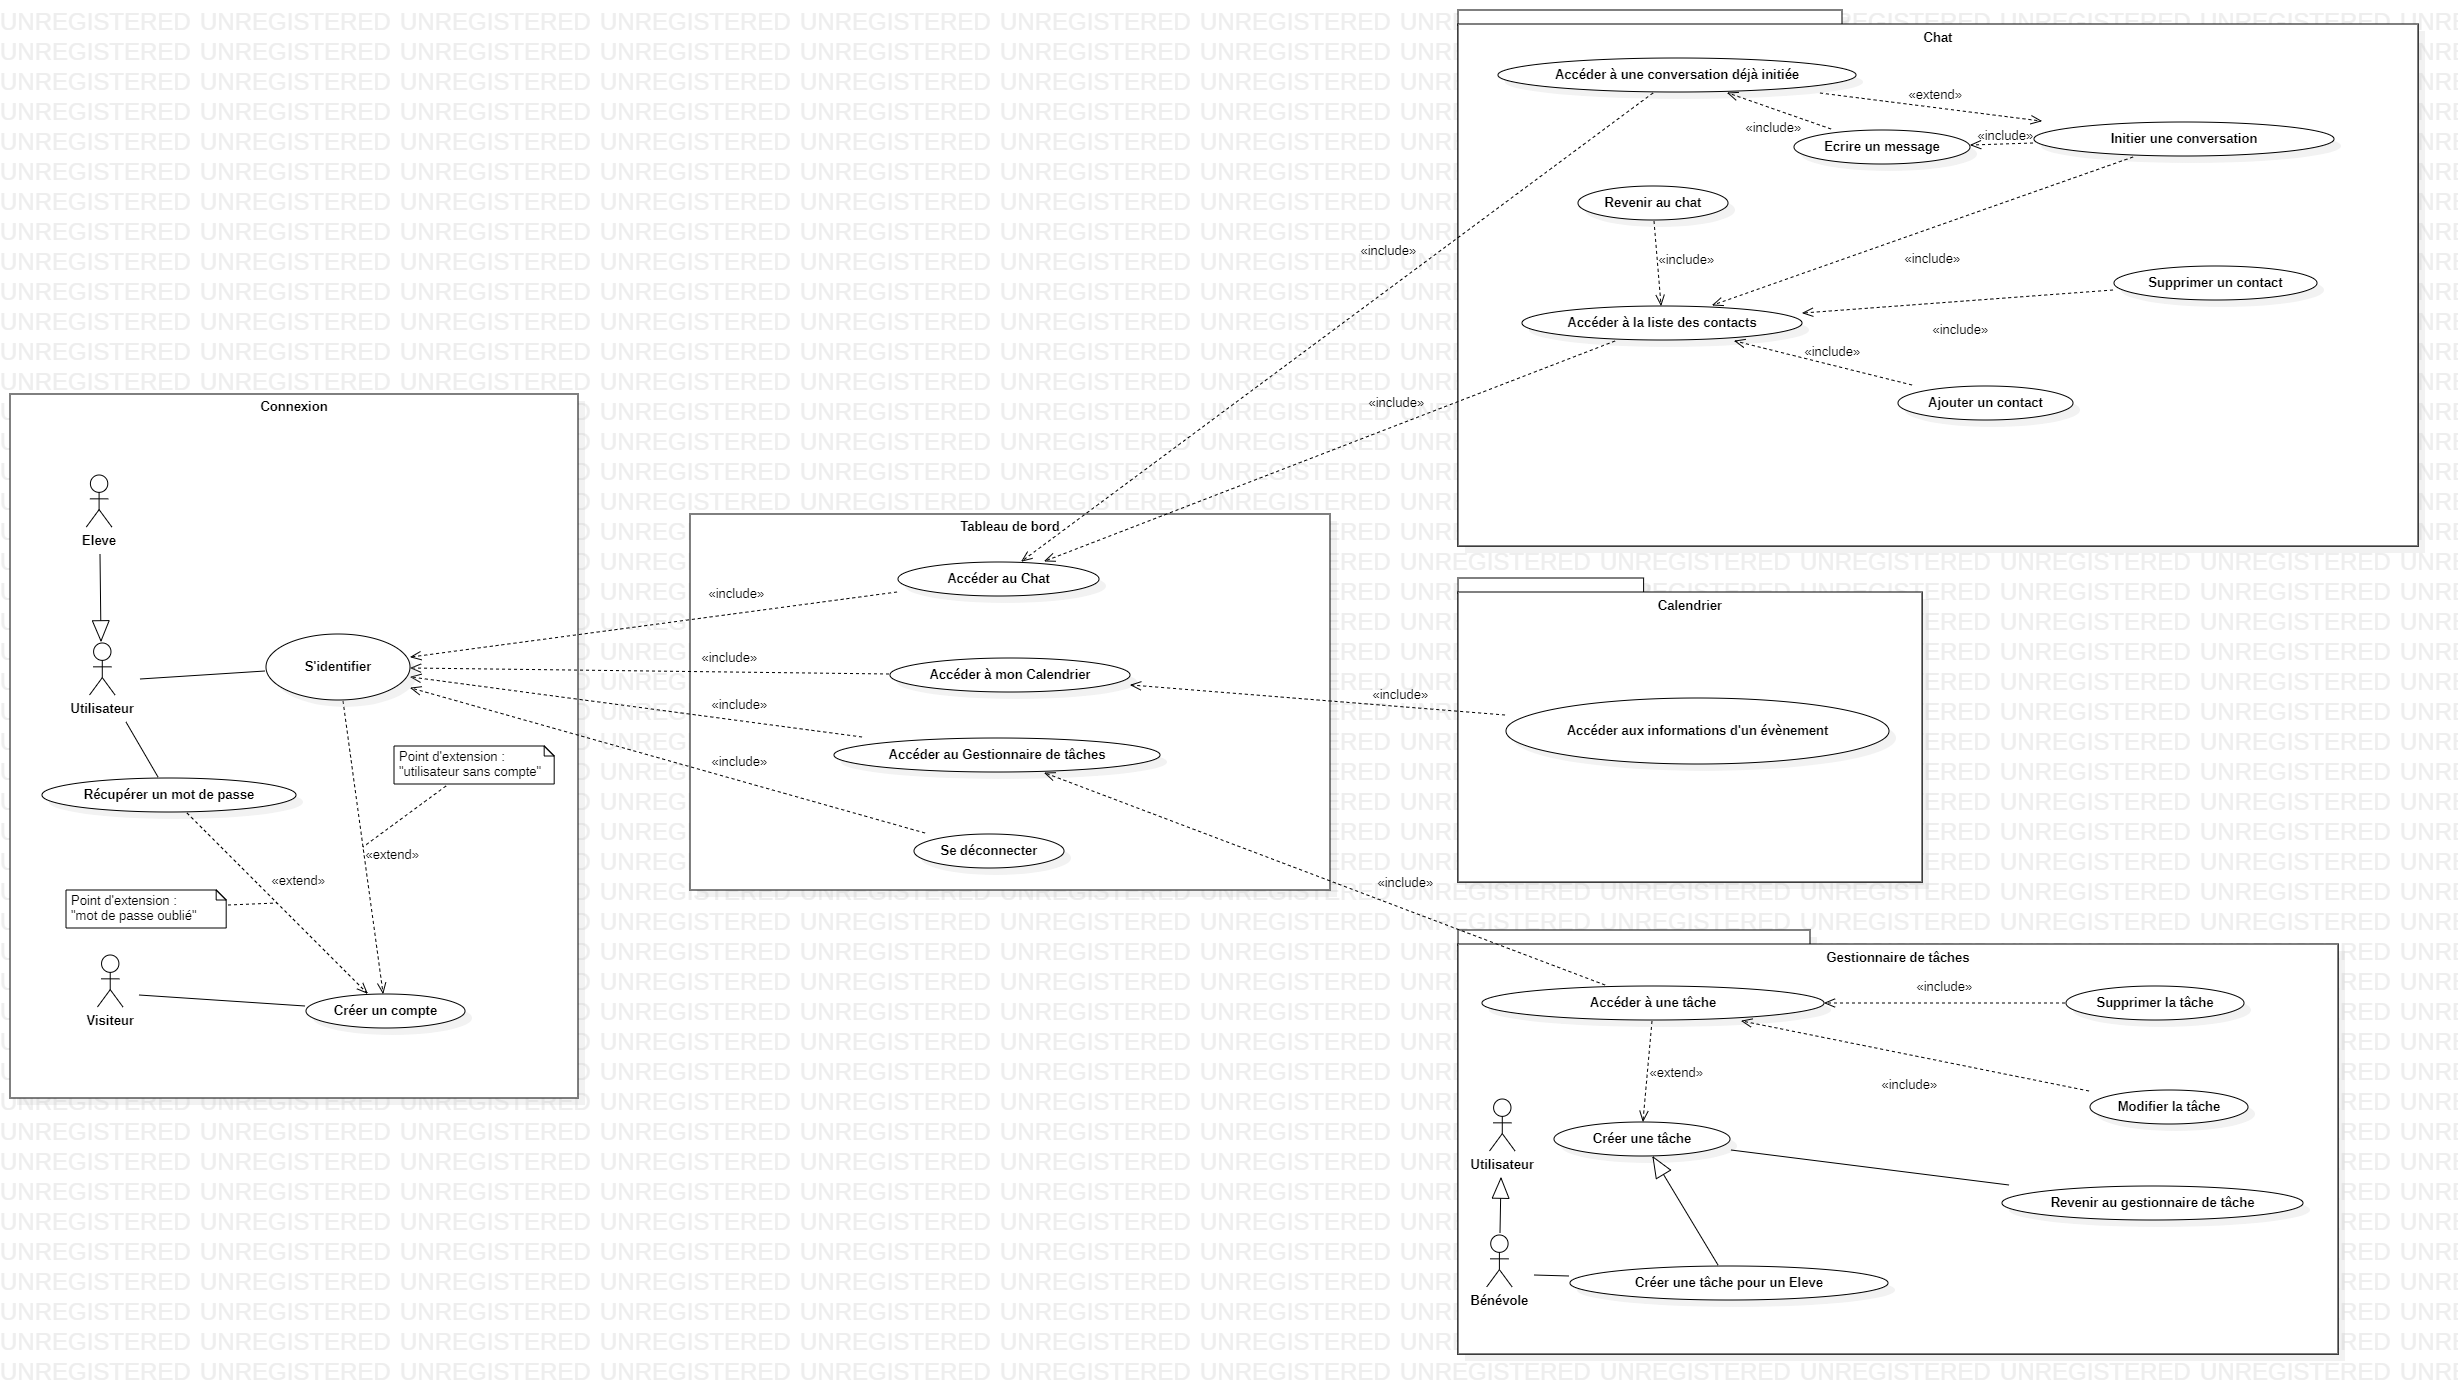 Connexion
Eleve
Utilisateur
S'identifier
Récupérer un mot de passe
Point d'extension :
"utilisateur sans compte"
«extend»
«extend»
Point d'extension :
"mot de passe oublié"
Visiteur
Créer un compte
Tableau de bord
Accéder au Chat
«include»
Accéder à mon Calendrier
«include»
Accéder au Gestionnaire de tâches
«include»
Se déconnecter
«include»
Chat
Accéder à une conversation déjà initiée
«extend»
«include»
Ecrire un message
«include»
Initier une conversation
Revenir au chat
«include»
«include»
«include»
Supprimer un contact
Accéder à la liste des contacts
«include»
«include»
Ajouter un contact
«include»
Calendrier
«include»
Accéder aux informations d'un évènement
«include»
Gestionnaire de tâches
Accéder à une tâche
«include»
Supprimer la tâche
«extend»
«include»
Modifier la tâche
Utilisateur
Créer une tâche
Revenir au gestionnaire de tâche
Bénévole
Créer une tâche pour un Eleve
UNREGISTERED